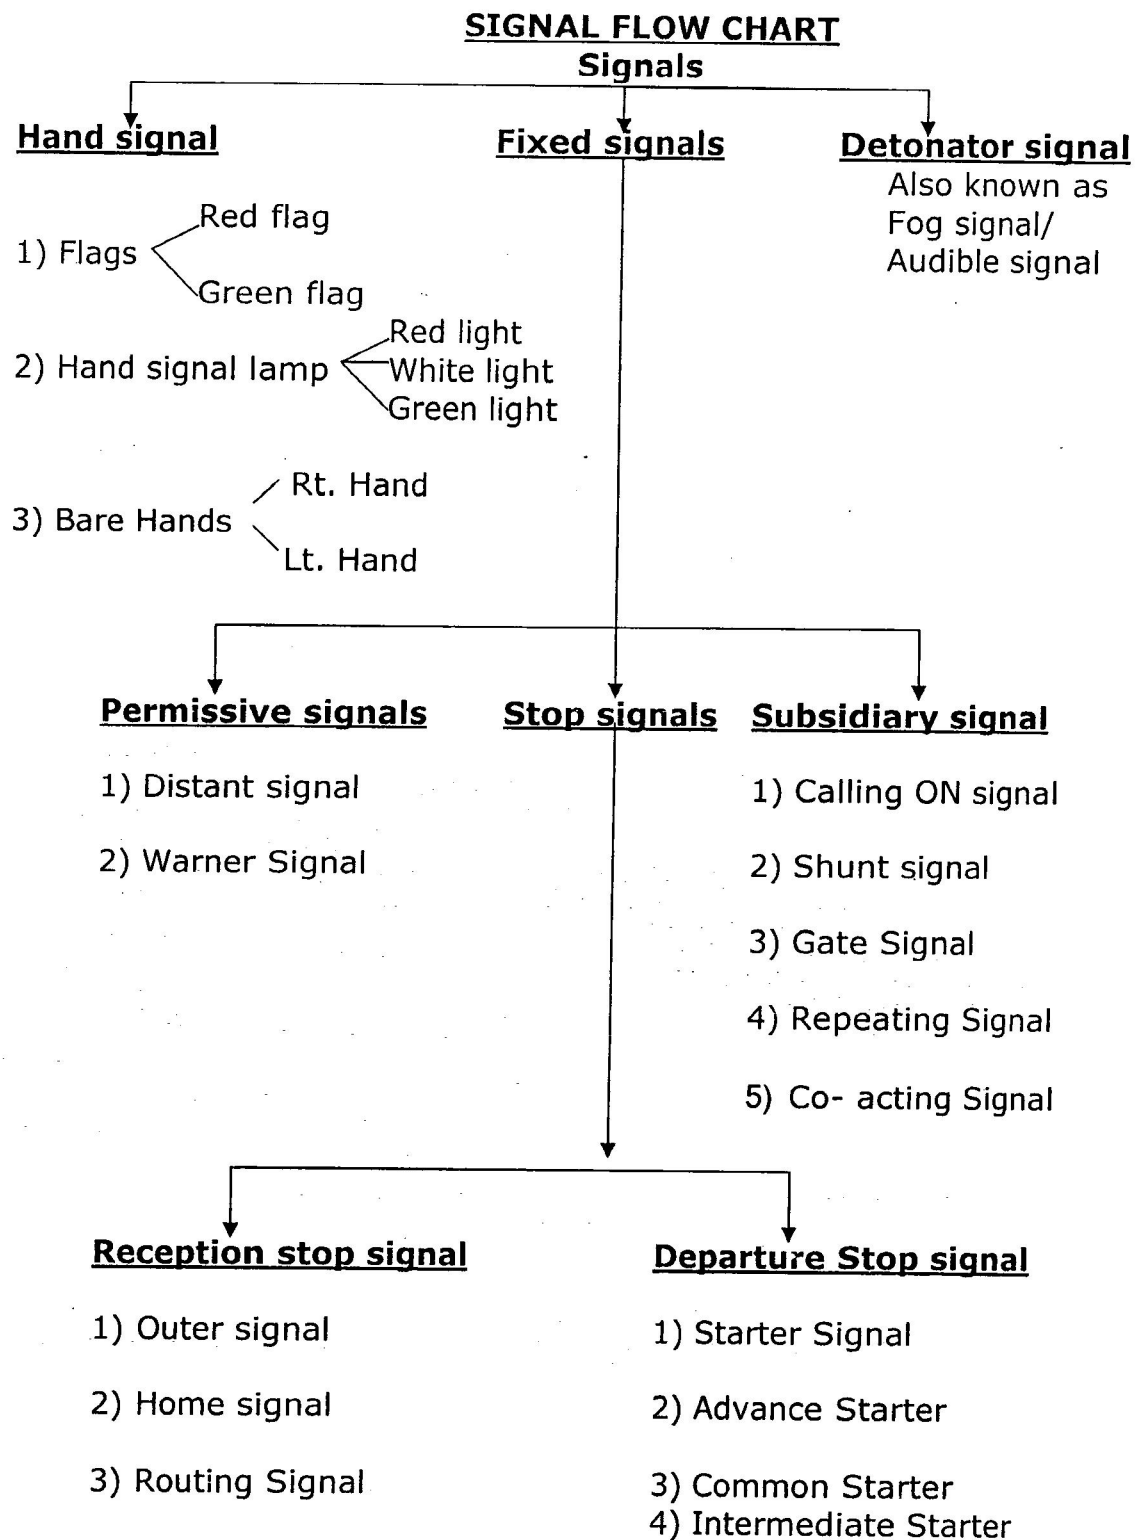 SIGNAL FLOW CHART
Signals
Hand signal
Fixed signals
Detonator signal
Also known as
Fog signal/
Audible signal
1) Flags
Red flag
Green flag
2) Hand signal lamp
Red light
White light
Green light
3) Bare Hands
Rt. Hand
Lt. Hand
Permissive signals
1) Distant signal
2) Warner Signal
Stop signals
Subsidiary signal
1) Calling ON signal
2) Shunt signal
3) Gate Signal
4) Repeating Signal
5) Co- acting Signal
Reception stop signal
1) Outer signal
2) Home signal
3) Routing Signal
Departure Stop signal
1) Starter Signal
2) Advance Starter
3) Common Starter
4) Intermediate Starter